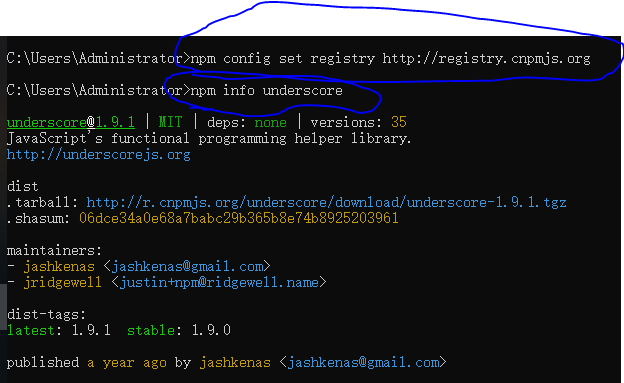 C:\Users\Administrator>npm config set registry http://registry.cnpmjs.org
C:\Users\Administrator>npm info underscore
underscore@1.9.1 | MIT | deps: none | versions: 35
JavaScript's functional programming helper library.
http://underscorejs.org
dist
.tarball: http://r.cnpmjs.org/underscore/download/underscore-1.9.1.tgz
.shasum: 06dce34a0e68a7babc29b365b8e74b8925203961
maintainers:
- jashkenas <jashkenas@gmail.com>
- jridgewell <justin+npm@ridgewell.name>
dist-tags:
latest: 1.9.1  stable: 1.9.0
published a year ago by jashkenas <jashkenas@gmail.com>